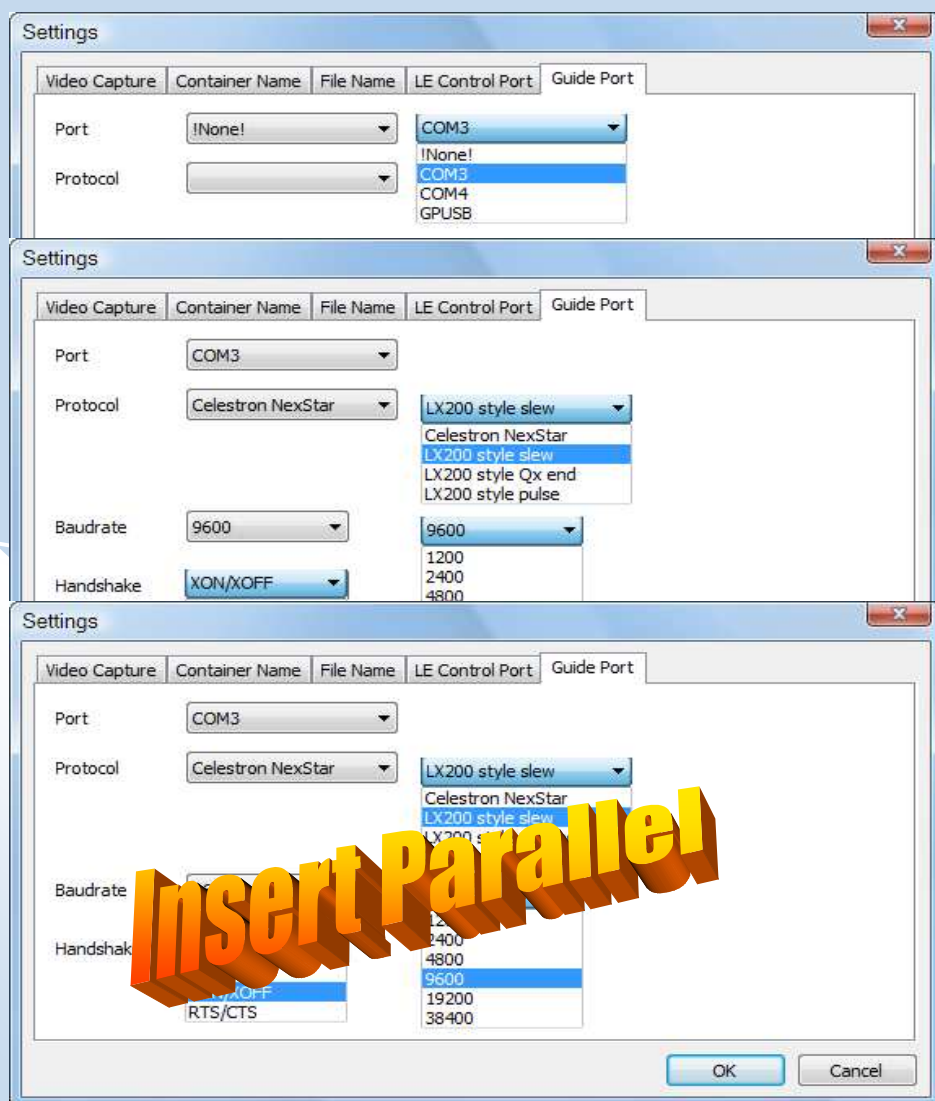 Settings
Video Capture Container Name File Name LE Control Port Guide Port
Port !None! COM3
!None!
Protocol COM3
COM4
GPUSB
Settings
Video Capture Container Name File Name LE Control Port Guide Port
Port COM3
Protocol Celestron NexStar LX200 style slew
Celestron NexStar
LX200 style slew
LX200 style Qx end
LX200 style pulse
Baudrate 9600 9600
1200
2400
Handshake XON/XOFF 4800
Settings
Video Capture Container Name File Name LE Control Port Guide Port
Port COM3
Protocol Celestron NexStar LX200 style slew
Celestron NexStar
LX200 style slew
LX200
Insert Parallel
Baudrate
2400
4800
9600
RTS/CTS 19200
38400
OK Cancel